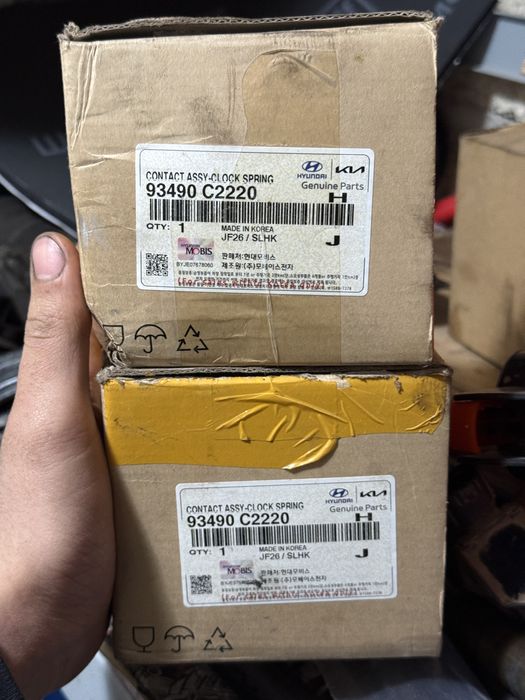 CONTACT ASSY-CLOCK SPRING
HYUNDAI KIA
Genuine Parts
93490 C2220
H
QTY: 1
MADE IN KOREA
JF26 / SLHK
J
MOBIS
판매처:현대모비스
제조원:(주)모베이스전자
BYJE07678060
CONTACT ASSY-CLOCK SPRING
HYUNDAI KIA
Genuine Parts
93490 C2220
H
QTY: 1
MADE IN KOREA
JF26 / SLHK
J
MOBIS
판매처:현대모비스
제조원:(주)모베이스전자